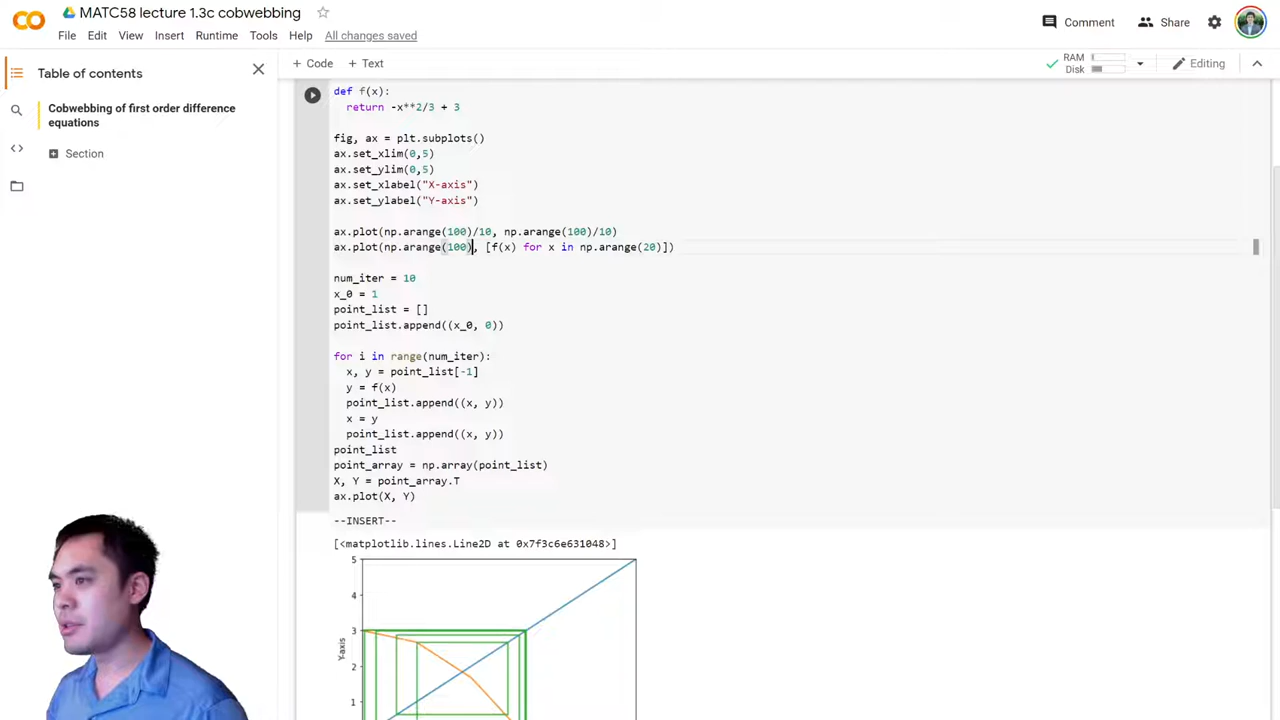 MATC58 lecture 1.3c cobwebbing
Comment
Share
File Edit View Insert Runtime Tools Help All changes saved
Table of contents
+ Code + Text
RAM
Disk
Editing
Cobwebbing of first order difference
equations
Section
def f(x):
return -x**2/3 + 3
fig, ax = plt.subplots()
ax.set_xlim(0,5)
ax.set_ylim(0,5)
ax.set_xlabel("X-axis")
ax.set_ylabel("Y-axis")
ax.plot(np.arange(100)/10, np.arange(100)/10)
ax.plot(np.arange(100), [f(x) for x in np.arange(20)])
num_iter = 10
x_0 = 1
point_list = []
point_list.append((x_0, 0))
for i in range(num_iter):
x, y = point_list[-1]
y = f(x)
point_list.append((x, y))
x = y
point_list.append((x, y))
point_list
point_array = np.array(point_list)
X, Y = point_array.T
ax.plot(X, Y)
--INSERT--
[<matplotlib.lines.Line2D at 0x7f3c6e631048>]
5
4
3
2
1
Y-axis